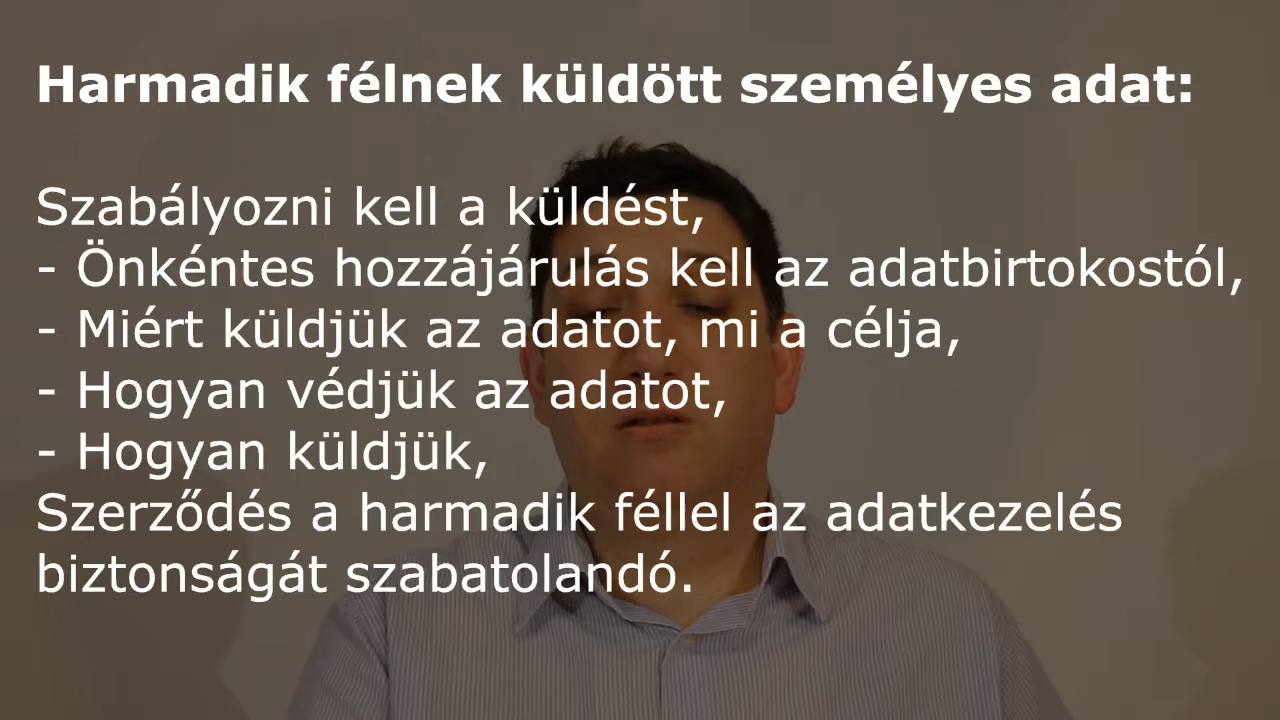 Harmadik félnek küldött személyes adat:
Szabályozni kell a küldést,
- Önkéntes hozzájárulás kell az adatbirtokostól,
- Miért küldjük az adatot, mi a célja,
- Hogyan védjük az adatot,
- Hogyan küldjük,
Szerződés a harmadik féllel az adatkezelés
biztonságát szabatolandó.